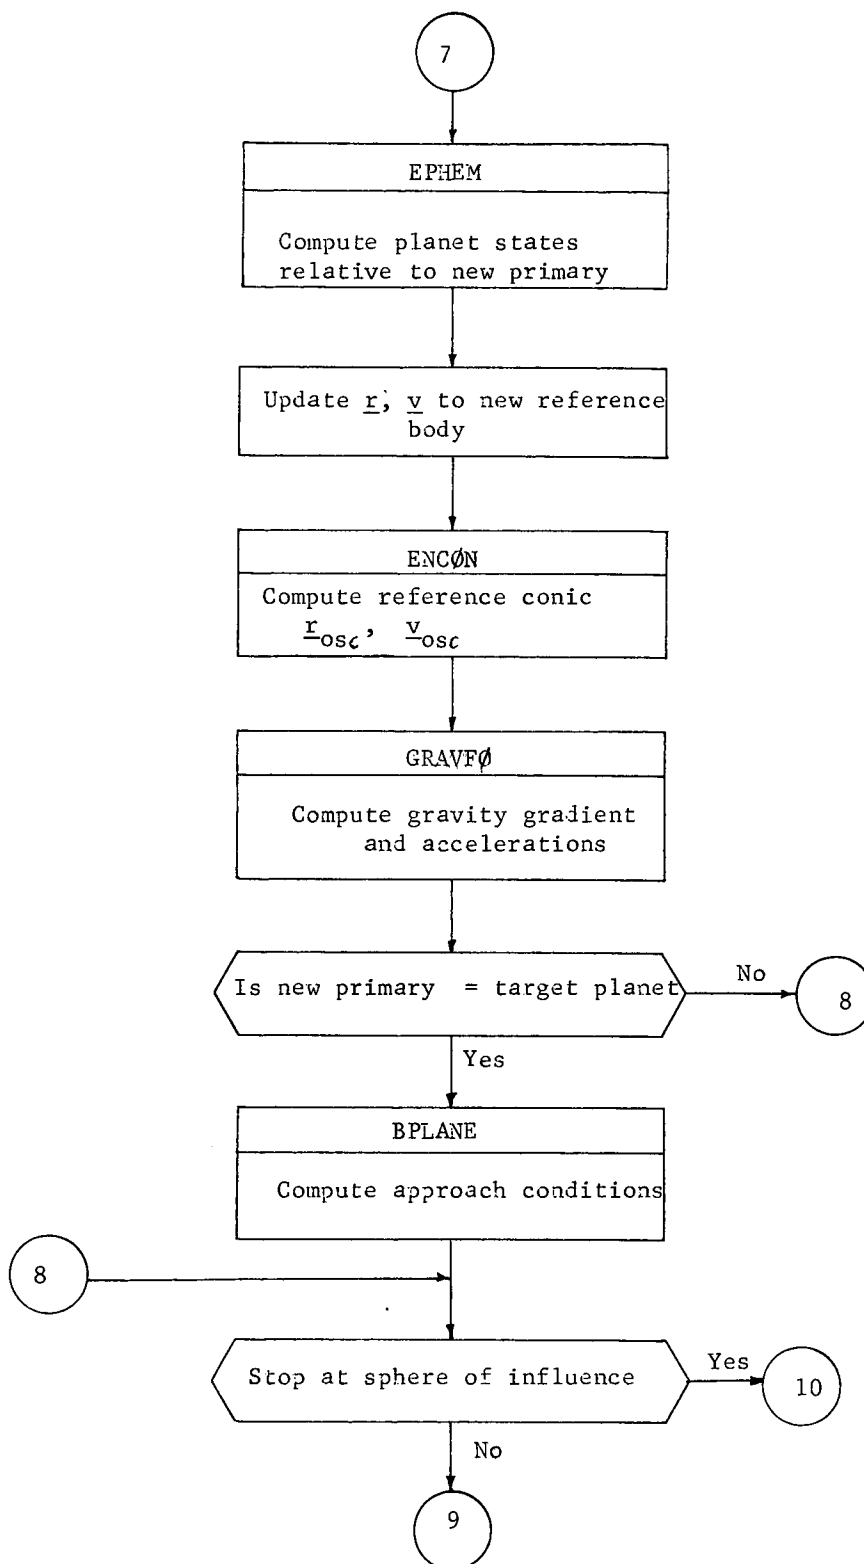 7
EPHEM
Compute planet states
relative to new primary
Update r, v to new reference
body
ENCØN
Compute reference conic
r_osc, v_osc
GRAVFØ
Compute gravity gradient
and accelerations
Is new primary = target planet
No
8
Yes
BPLANE
Compute approach conditions
8
Stop at sphere of influence
Yes
10
No
9